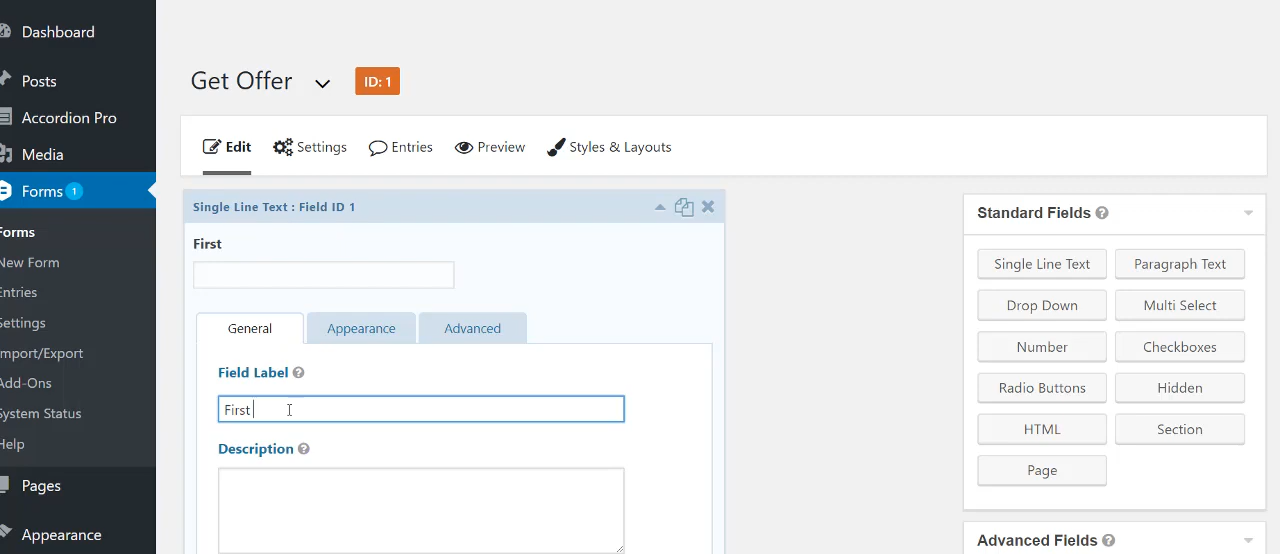 Dashboard
Posts
Accordion Pro
Media
Forms 1
Forms
New Form
Entries
Settings
Import/Export
Add-Ons
System Status
Help
Pages
Appearance
Get Offer ID: 1
Edit Settings Entries Preview Styles & Layouts
Single Line Text : Field ID 1
First
General Appearance Advanced
Field Label ?
First
Description ?
Standard Fields ?
Single Line Text Paragraph Text
Drop Down Multi Select
Number Checkboxes
Radio Buttons Hidden
HTML Section
Page
Advanced Fields ?